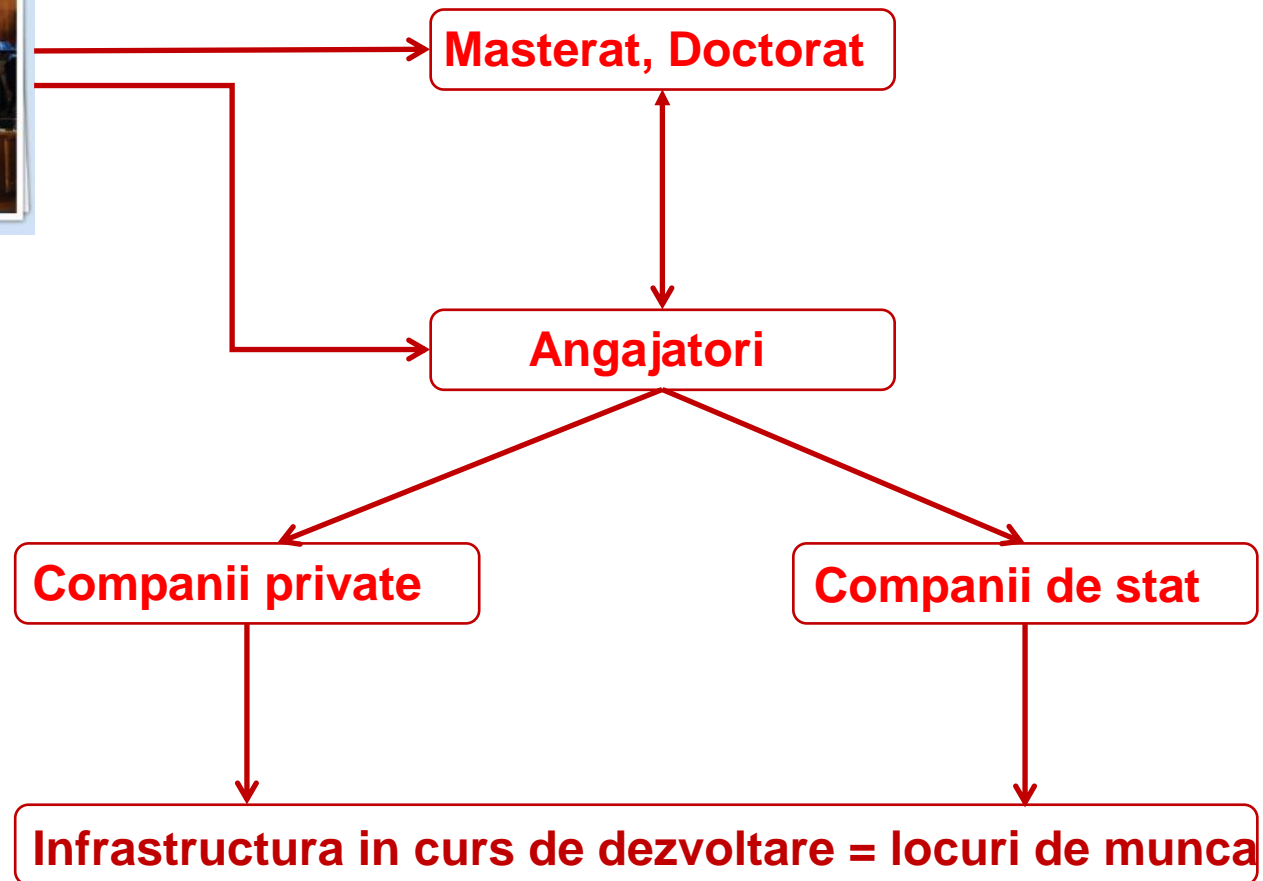 Masterat, Doctorat
Angajatori
Companii private
Companii de stat
Infrastructura in curs de dezvoltare = locuri de munca